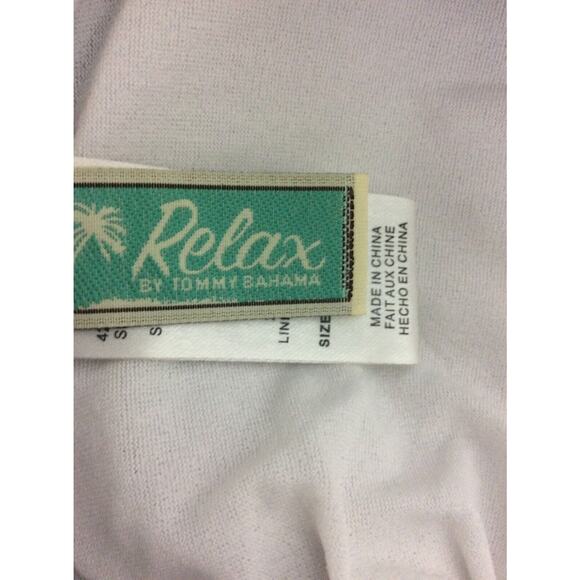 Relax
BY TOMMY BAHAMA
MADE IN CHINA
FAIT AUX CHINE
HECHO EN CHINA
SIZE